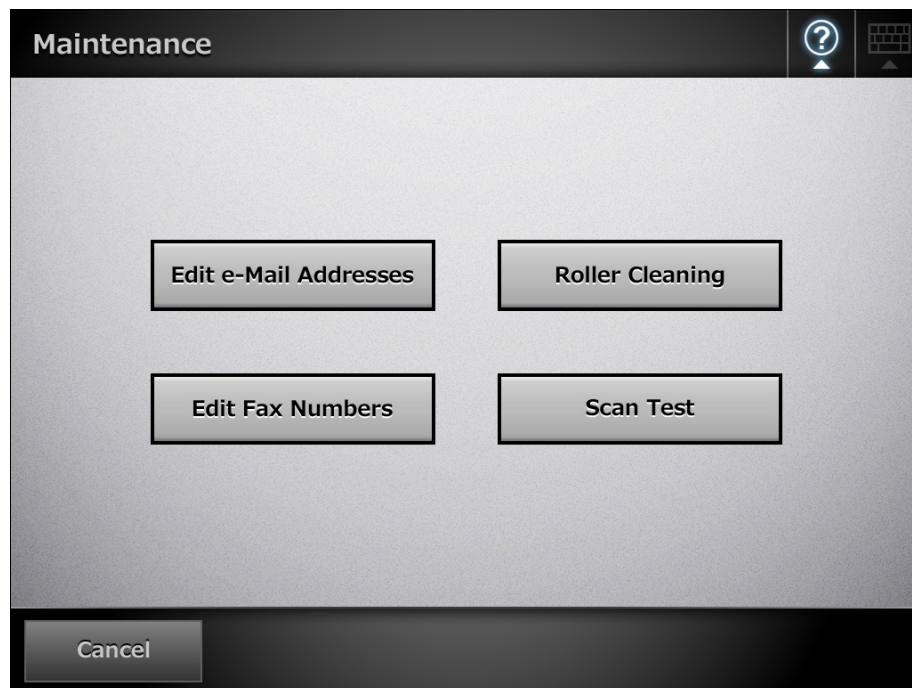 Maintenance
?
Edit e-Mail Addresses
Roller Cleaning
Edit Fax Numbers
Scan Test
Cancel